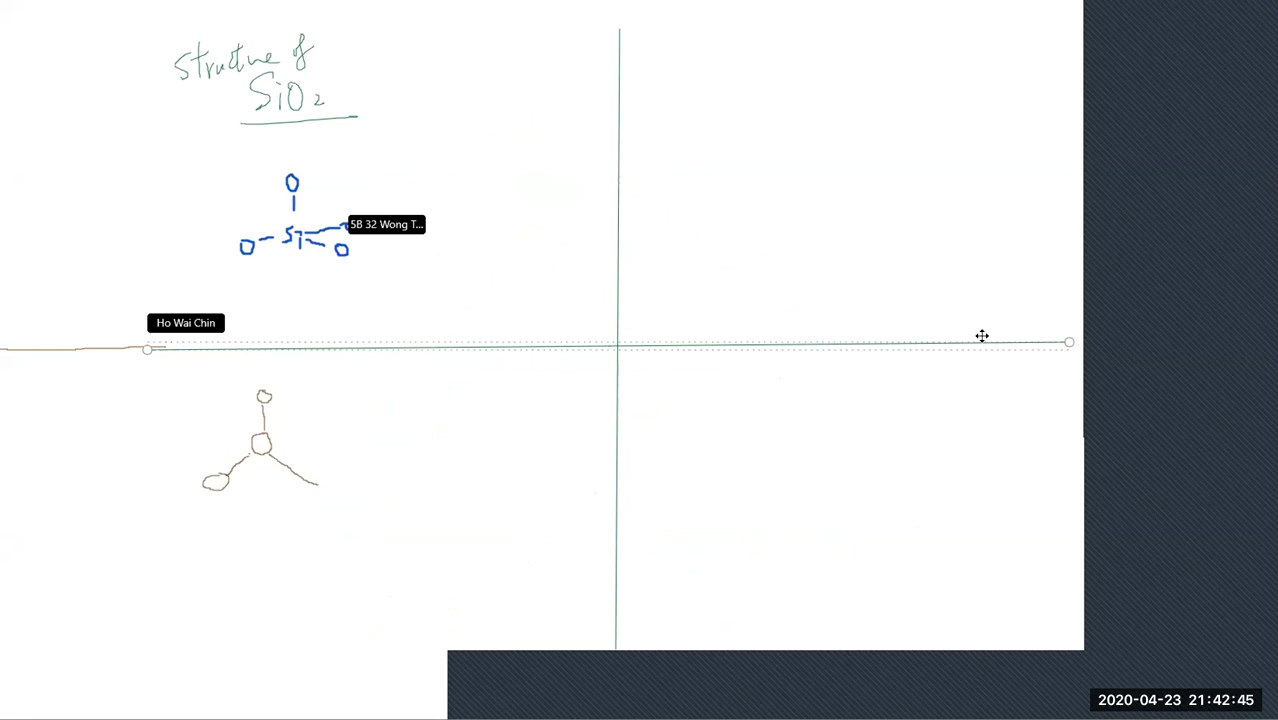 structure of
SiO2
O
5B 32 Wong T...
O Si O
Ho Wai Chin
2020-04-23 21:42:45